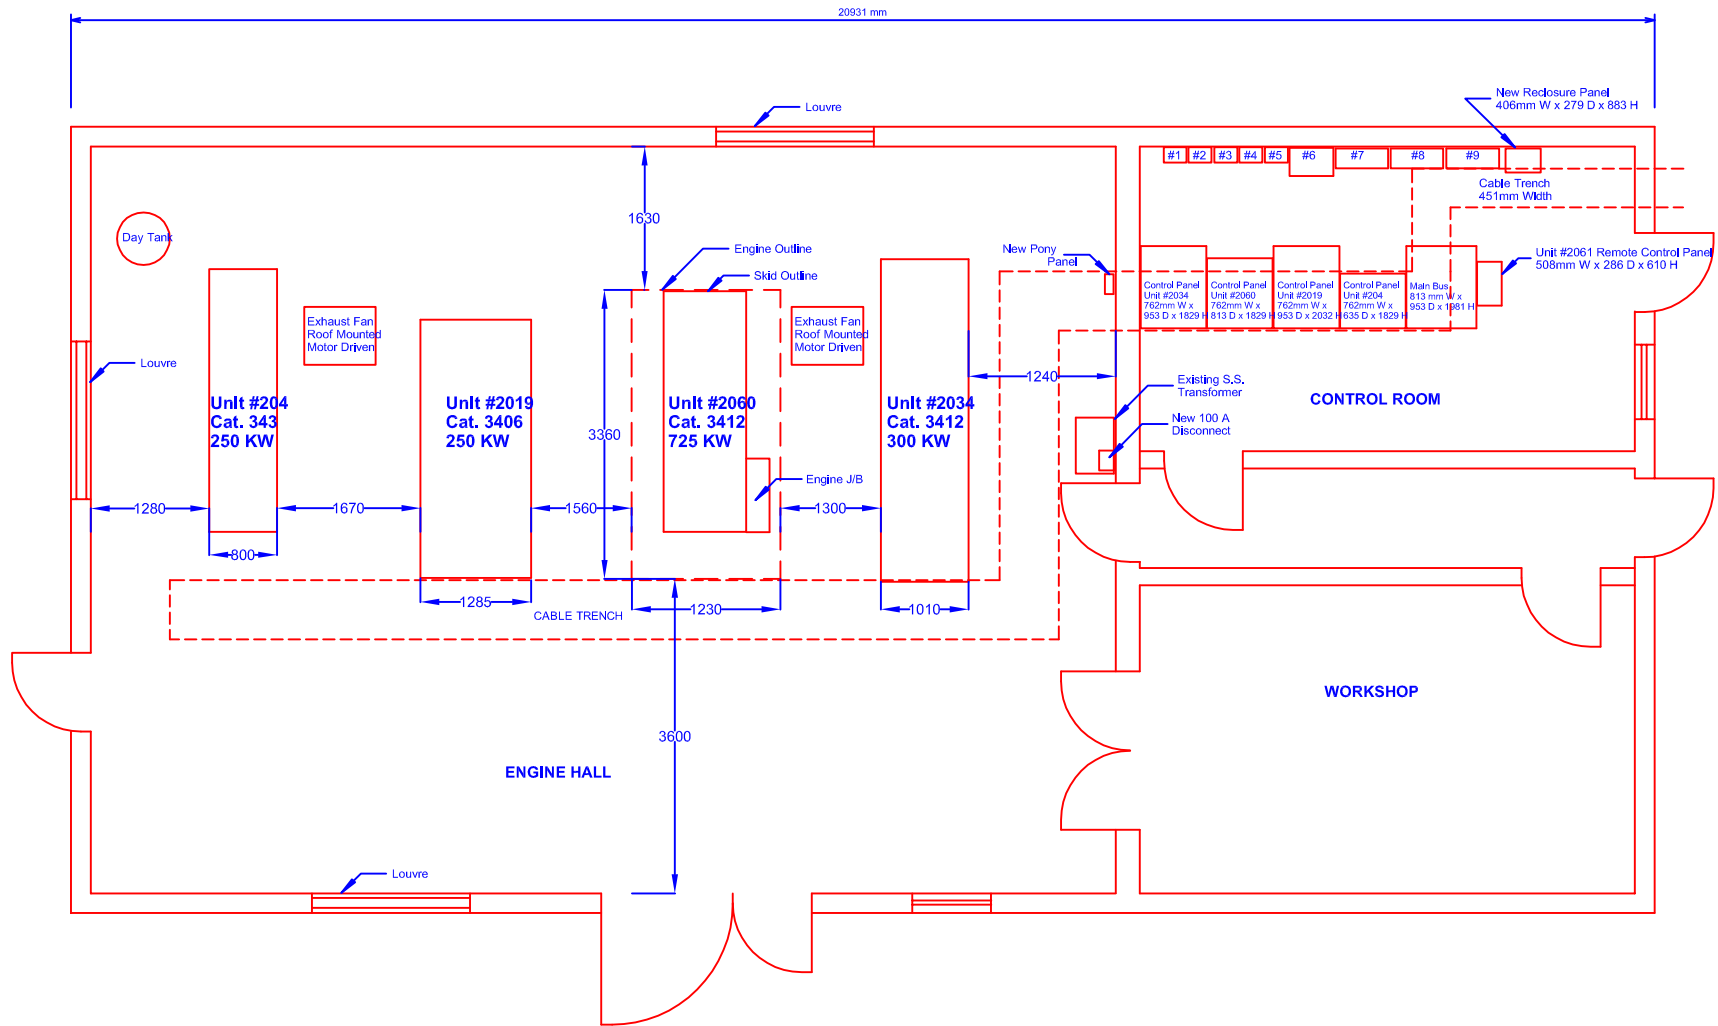 20931 mm
New Reclosure Panel
406mm W x 279 D x 883 H
Louvre
#1
#2
#3
#4
#5
#6
#7
#8
#9
Cable Trench
451mm Width
1630
Day Tank
Engine Outline
Skid Outline
New Pony
Panel
Unit #2061 Remote Control Panel
508mm W x 286 D x 610 H
Control Panel
Unit #2034
762mm W x
953 D x 1829 H
Control Panel
Unit #2060
762mm W x
813 D x 1829 H
Control Panel
Unit #2019
762mm W x
953 D x 2032 H
Control Panel
Unit #204
762mm W x
635 D x 1829 H
Main Bus
813 mm W x
953 D x 1981 H
Exhaust Fan
Roof Mounted
Motor Driven
Exhaust Fan
Roof Mounted
Motor Driven
Louvre
1240
Existing S.S.
Transformer
New 100 A
Disconnect
CONTROL ROOM
Unit #204
Cat. 343
250 KW
Unit #2019
Cat. 3406
250 KW
Unit #2060
Cat. 3412
725 KW
Unit #2034
Cat. 3412
300 KW
3360
Engine J/B
1280
1670
1560
1300
800
1285
CABLE TRENCH
1230
1010
WORKSHOP
3600
ENGINE HALL
Louvre